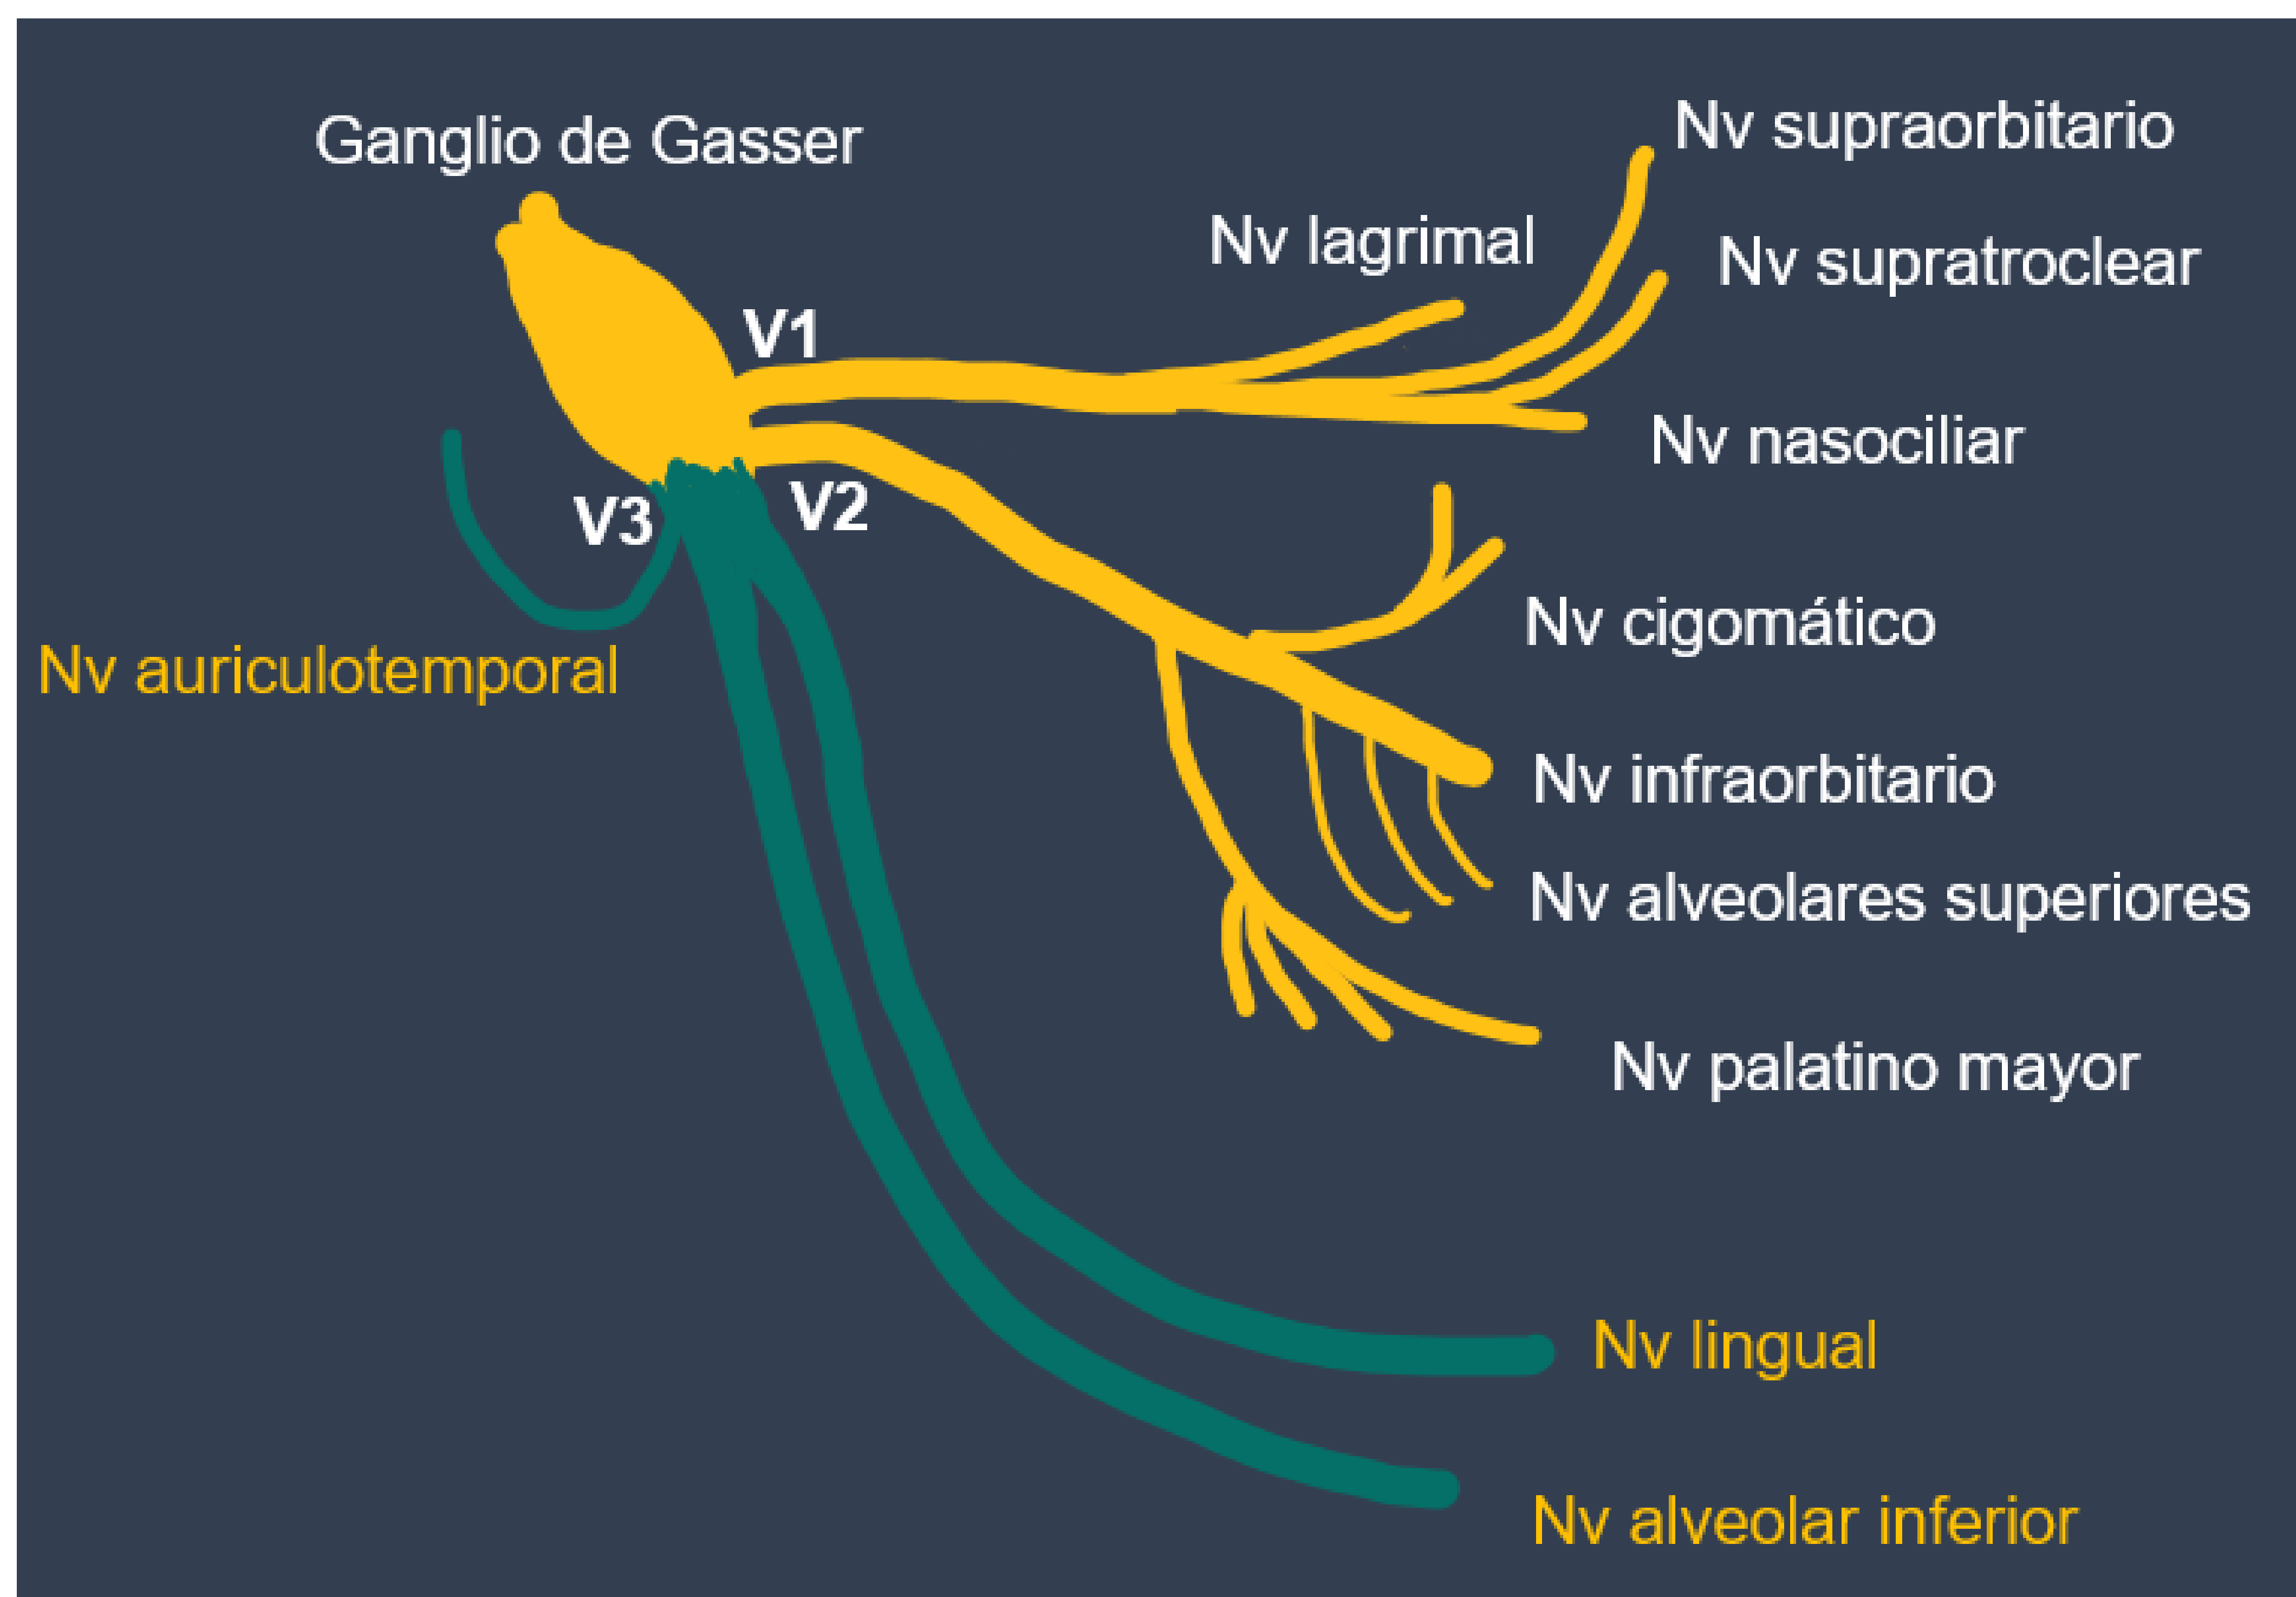 Ganglio de Gasser
Nv supraorbitario
Nv lagrimal
Nv supratroclear
V1
Nv nasociliar
V3
V2
Nv cigomático
Nv auriculotemporal
Nv infraorbitario
Nv alveolares superiores
Nv palatino mayor
Nv lingual
Nv alveolar inferior